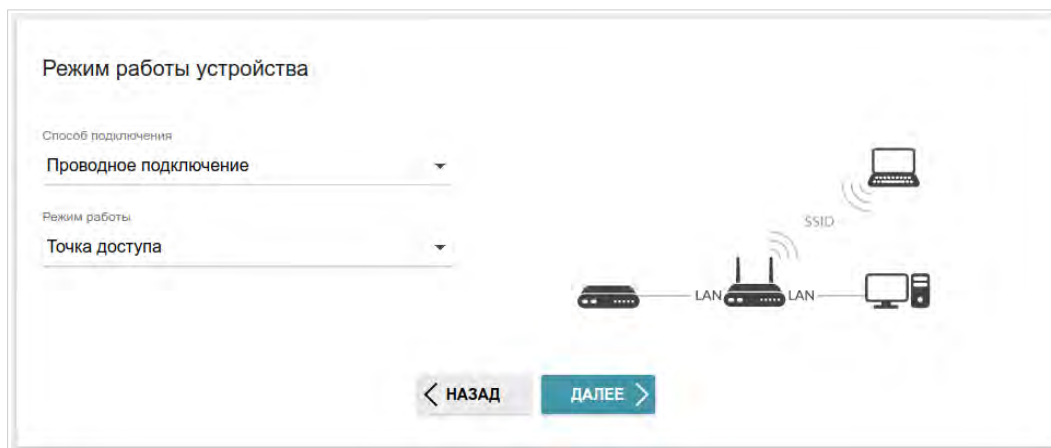 Режим работы устройства
Способ подключения
Проводное подключение
Режим работы
Точка доступа
SSID
LAN LAN
НАЗАД ДАЛЕЕ